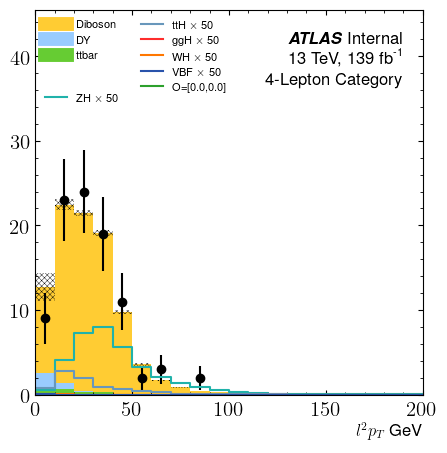 Diboson
DY
ttbar
ZH × 50
ttH × 50
ggH × 50
WH × 50
VBF × 50
O=[0.0,0.0]
ATLAS Internal
13 TeV, 139 fb⁻¹
4-Lepton Category
40
30
20
10
0
0 50 100 150 200
l²p_T GeV